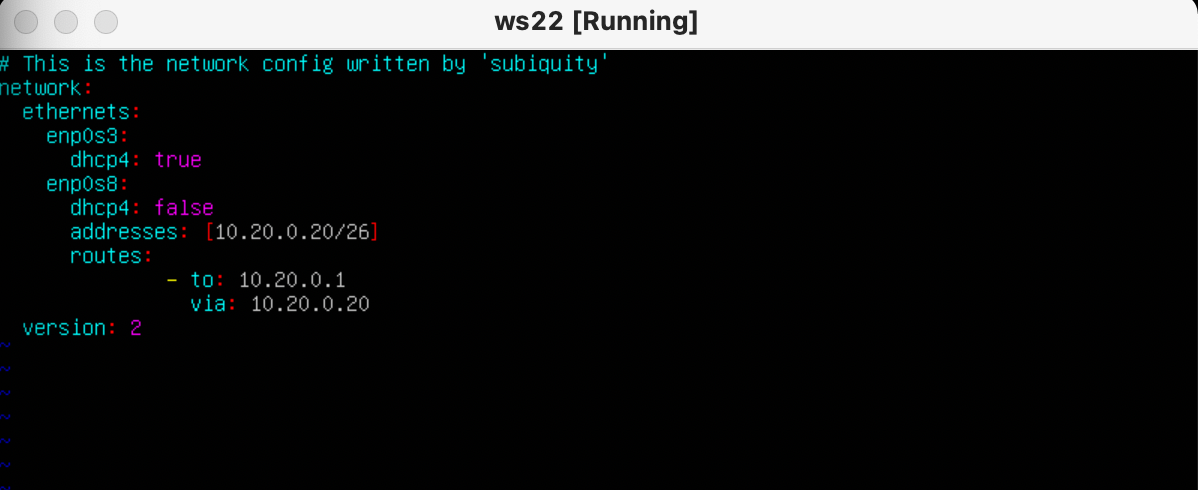 ws22 [Running]
# This is the network config written by 'subiquity'
network:
  ethernets:
    enp0s3:
      dhcp4: true
    enp0s8:
      dhcp4: false
      addresses: [10.20.0.20/26]
      routes:
              - to: 10.20.0.1
                via: 10.20.0.20
  version: 2
~
~
~
~
~
~
~